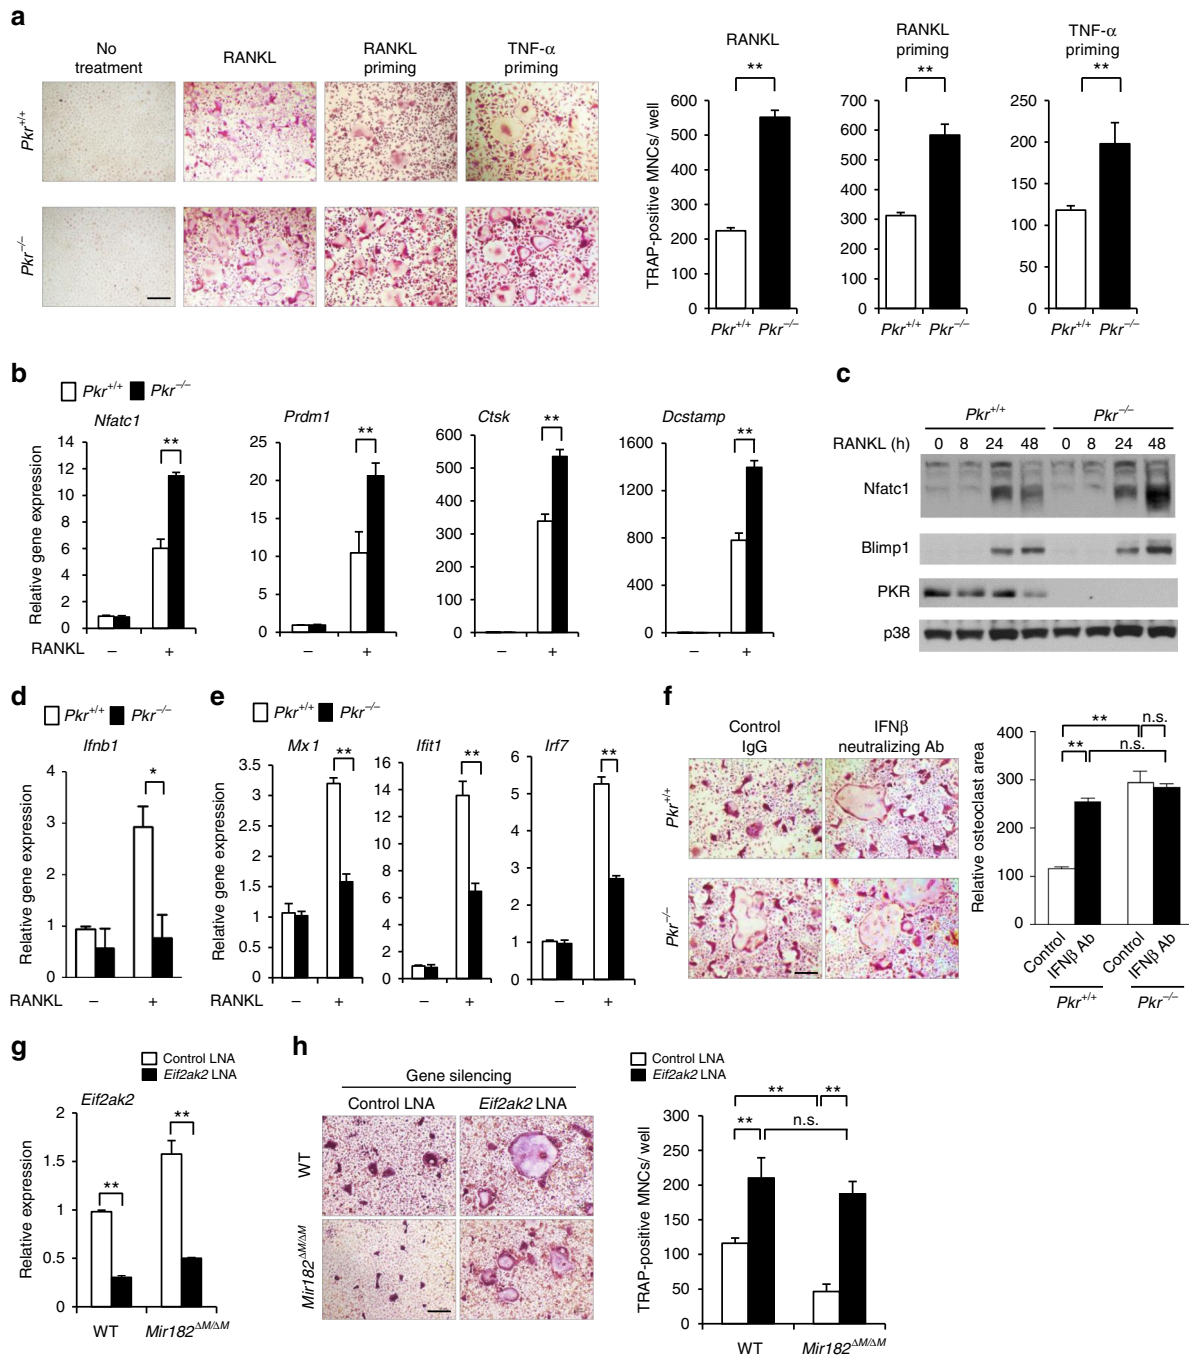 a
No treatment
RANKL
RANKL priming
TNF-α priming
Pkr+/+
Pkr−/−
RANKL
RANKL priming
TNF-α priming
**
**
**
TRAP-positive MNCs/ well
600
500
400
300
200
100
0
700
600
500
400
300
200
100
0
250
200
150
100
50
0
Pkr+/+ Pkr−/−
Pkr+/+ Pkr−/−
Pkr+/+ Pkr−/−
b
Pkr+/+ Pkr−/−
Nfatc1
Prdm1
Ctsk
Dcstamp
**
**
**
**
Relative gene expression
14
12
10
8
6
4
2
0
25
20
15
10
5
0
600
500
400
300
200
100
0
1600
1200
800
400
0
RANKL – + – + – + – +
c
Pkr+/+ Pkr−/−
RANKL (h) 0 8 24 48 0 8 24 48
Nfatc1
Blimp1
PKR
p38
d
Pkr+/+ Pkr−/−
Ifnb1
*
Relative gene expression
4
3
2
1
0
RANKL – +
e
Pkr+/+ Pkr−/−
Mx1
Ifit1
Irf7
**
**
**
Relative gene expression
3.5
3
2.5
2
1.5
1
0.5
0
16
14
12
10
8
6
4
2
0
6
5
4
3
2
1
0
RANKL – + – + – +
f
Control IgG
IFNβ neutralizing Ab
Pkr+/+
Pkr−/−
n.s.
**
n.s.
**
Relative osteoclast area
400
300
200
100
0
Control
IFNβ Ab
Control
IFNβ Ab
Pkr+/+
Pkr−/−
g
Control LNA
Eif2ak2 LNA
Eif2ak2
**
**
Relative expression
2
1.5
1
0.5
0
WT Mir182ΔM/ΔM
h
Gene silencing
Control LNA Eif2ak2 LNA
WT
Mir182ΔM/ΔM
Control LNA
Eif2ak2 LNA
** **
** n.s.
TRAP-positive MNCs/ well
300
250
200
150
100
50
0
WT Mir182ΔM/ΔM